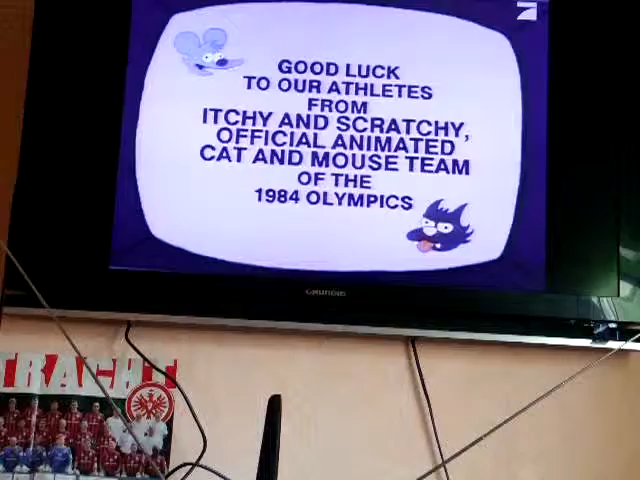 GOOD LUCK
TO OUR ATHLETES
FROM
ITCHY AND SCRATCHY,
OFFICIAL ANIMATED
CAT AND MOUSE TEAM
OF THE
1984 OLYMPICS
GRUNDIG
TRACHT